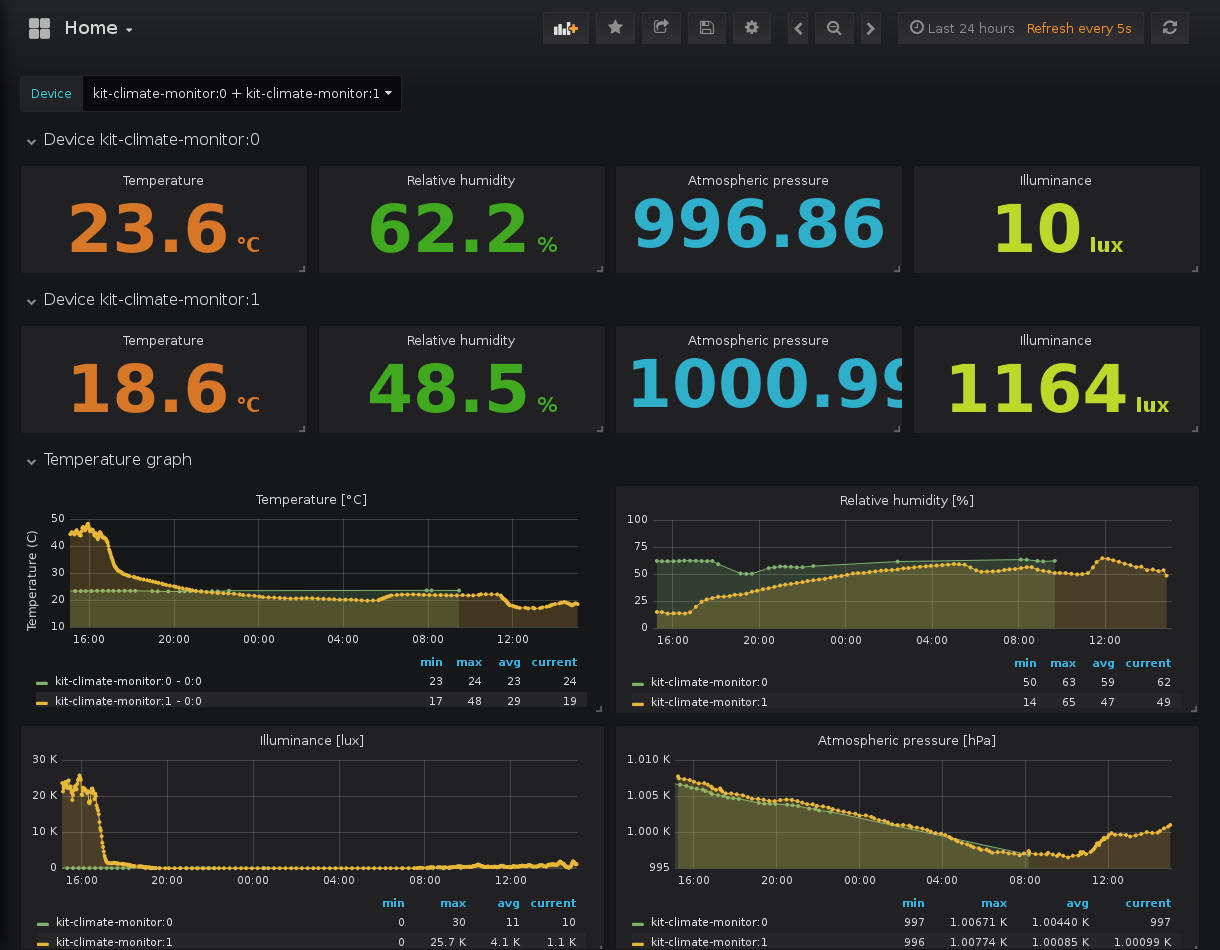 Home
Last 24 hours Refresh every 5s
Device kit-climate-monitor:0 + kit-climate-monitor:1
Device kit-climate-monitor:0
Temperature Relative humidity Atmospheric pressure Illuminance
23.6 °C 62.2 % 996.86 10 lux
Device kit-climate-monitor:1
Temperature Relative humidity Atmospheric pressure Illuminance
18.6 °C 48.5 % 1000.99 1164 lux
Temperature graph
Temperature [°C]
Temperature (C)
50
40
30
20
10
16:00 20:00 00:00 04:00 08:00 12:00
min max avg current
kit-climate-monitor:0 - 0:0 23 24 23 24
kit-climate-monitor:1 - 0:0 17 48 29 19
Relative humidity [%]
100
75
50
25
0
16:00 20:00 00:00 04:00 08:00 12:00
min max avg current
kit-climate-monitor:0 50 63 59 62
kit-climate-monitor:1 14 65 47 49
Illuminance [lux]
30 K
20 K
10 K
0
16:00 20:00 00:00 04:00 08:00 12:00
min max avg current
kit-climate-monitor:0 0 30 11 10
kit-climate-monitor:1 0 25.7 K 4.1 K 1.1 K
Atmospheric pressure [hPa]
1.010 K
1.005 K
1.000 K
995
16:00 20:00 00:00 04:00 08:00 12:00
min max avg current
kit-climate-monitor:0 997 1.00671 K 1.00440 K 997
kit-climate-monitor:1 996 1.00774 K 1.00085 K 1.00099 K